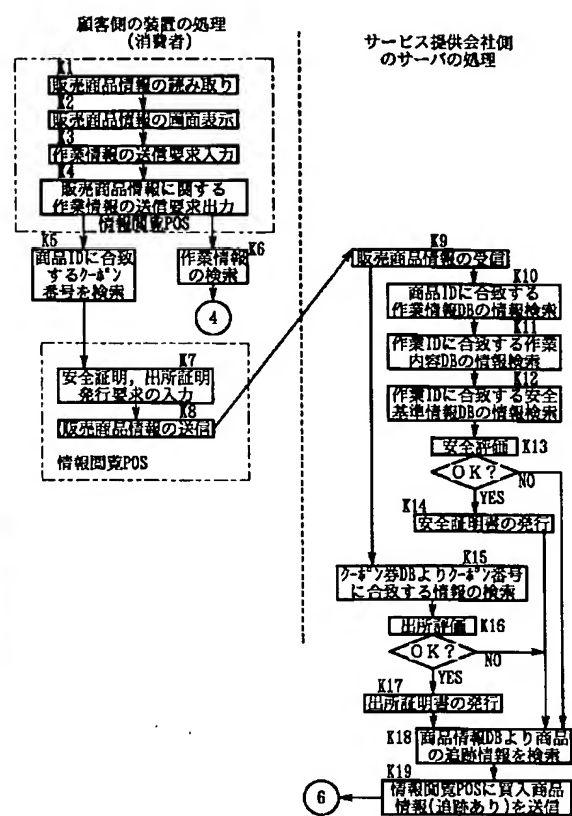 顧客側の装置の処理
(消費者)
K1
販売商品情報の読み取り
K2
販売商品情報の画面表示
K3
作業情報の送信要求入力
K4
販売商品情報に関する
作業情報の送信要求出力
情報閲覧POS
K5
商品IDに合致
するクーポン
番号を検索
K6
作業情報
の検索
4
K7
安全証明,出所証明
発行要求の入力
K8
販売商品情報の送信
情報閲覧POS
サービス提供会社側
のサーバの処理
K9
販売商品情報の受信
K10
商品IDに合致する
作業情報DBの情報検索
K11
作業IDに合致する作業
内容DBの情報検索
K12
作業IDに合致する安全
基準情報DBの情報検索
安全評価 K13
OK? NO
YES
K14
安全証明書の発行
K15
クーポン券DBよりクーポン番号
に合致する情報の検索
出所評価 K16
OK? NO
YES
K17
出所証明書の発行
K18 商品情報DBより商品
の追跡情報を検索
K19
情報閲覧POSに買入商品
情報(追跡あり)を送信
6